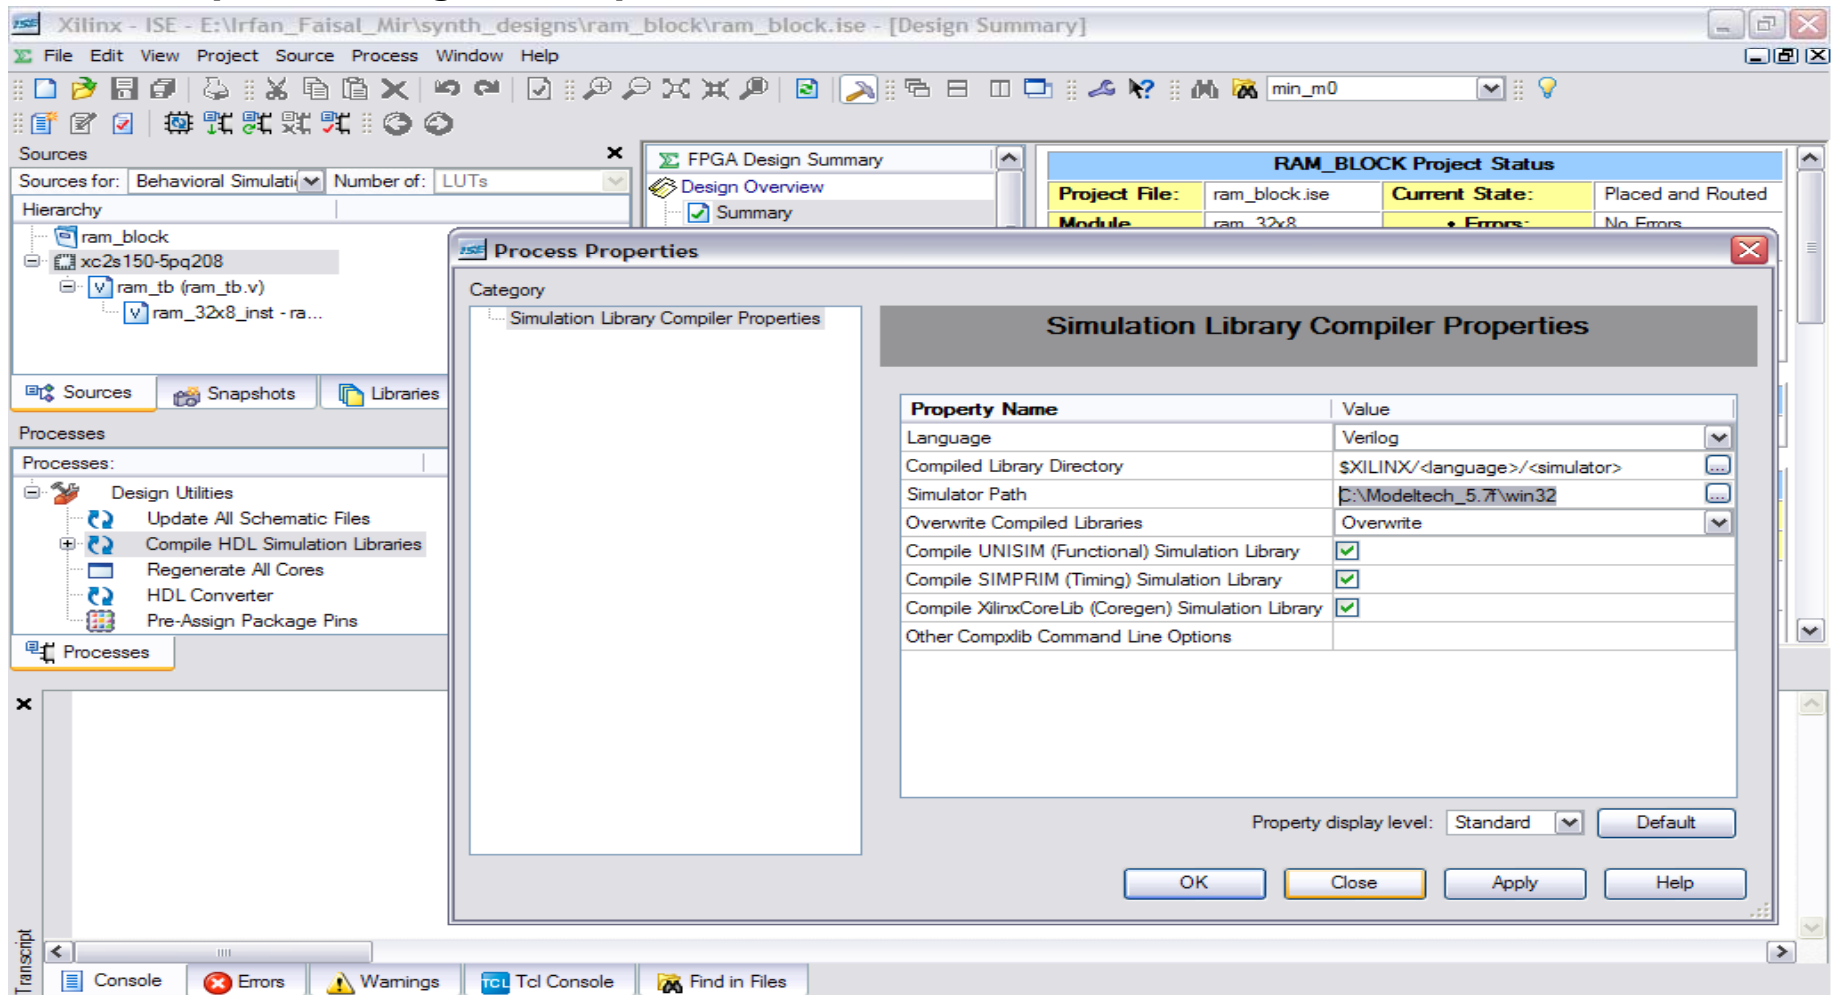 Xilinx - ISE - E:\Irfan_Faisal_Mir\synth_designs\ram_block\ram_block.ise - [Design Summary]
File Edit View Project Source Process Window Help
min_m0
Sources
Sources for: Behavioral Simulati Number of: LUTs
Hierarchy
ram_block
xc2s150-5pq208
ram_tb (ram_tb.v)
ram_32x8_inst - ra...
Sources Snapshots Libraries
Processes
Processes:
Design Utilities
Update All Schematic Files
Compile HDL Simulation Libraries
Regenerate All Cores
HDL Converter
Pre-Assign Package Pins
Processes
FPGA Design Summary
Design Overview
Summary
RAM_BLOCK Project Status
Project File: ram_block.ise Current State: Placed and Routed
Module ram_32x8 • Errors: No Errors
Process Properties
Category
Simulation Library Compiler Properties
Simulation Library Compiler Properties
Property Name Value
Language Verilog
Compiled Library Directory $XILINX/<language>/<simulator>
Simulator Path C:\Modeltech_5.7f\win32
Overwrite Compiled Libraries Overwrite
Compile UNISIM (Functional) Simulation Library
Compile SIMPRIM (Timing) Simulation Library
Compile XilinxCoreLib (Coregen) Simulation Library
Other Compxlib Command Line Options
Property display level: Standard Default
OK Close Apply Help
Transcript
Console Errors Warnings TCL Tcl Console Find in Files